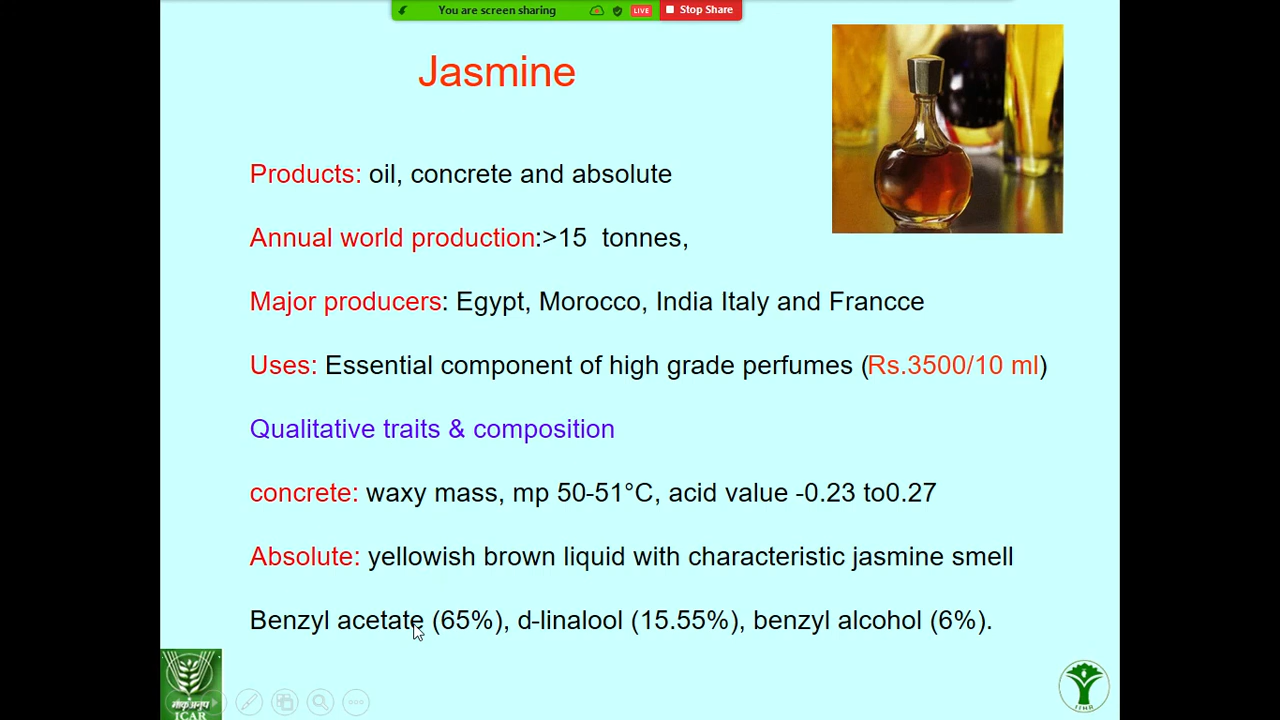 You are screen sharing LIVE Stop Share
Jasmine
Products: oil, concrete and absolute
Annual world production:>15 tonnes,
Major producers: Egypt, Morocco, India Italy and Francce
Uses: Essential component of high grade perfumes (Rs.3500/10 ml)
Qualitative traits & composition
concrete: waxy mass, mp 50-51°C, acid value -0.23 to0.27
Absolute: yellowish brown liquid with characteristic jasmine smell
Benzyl acetate (65%), d-linalool (15.55%), benzyl alcohol (6%).
भाकृअनुप
ICAR
IIHR